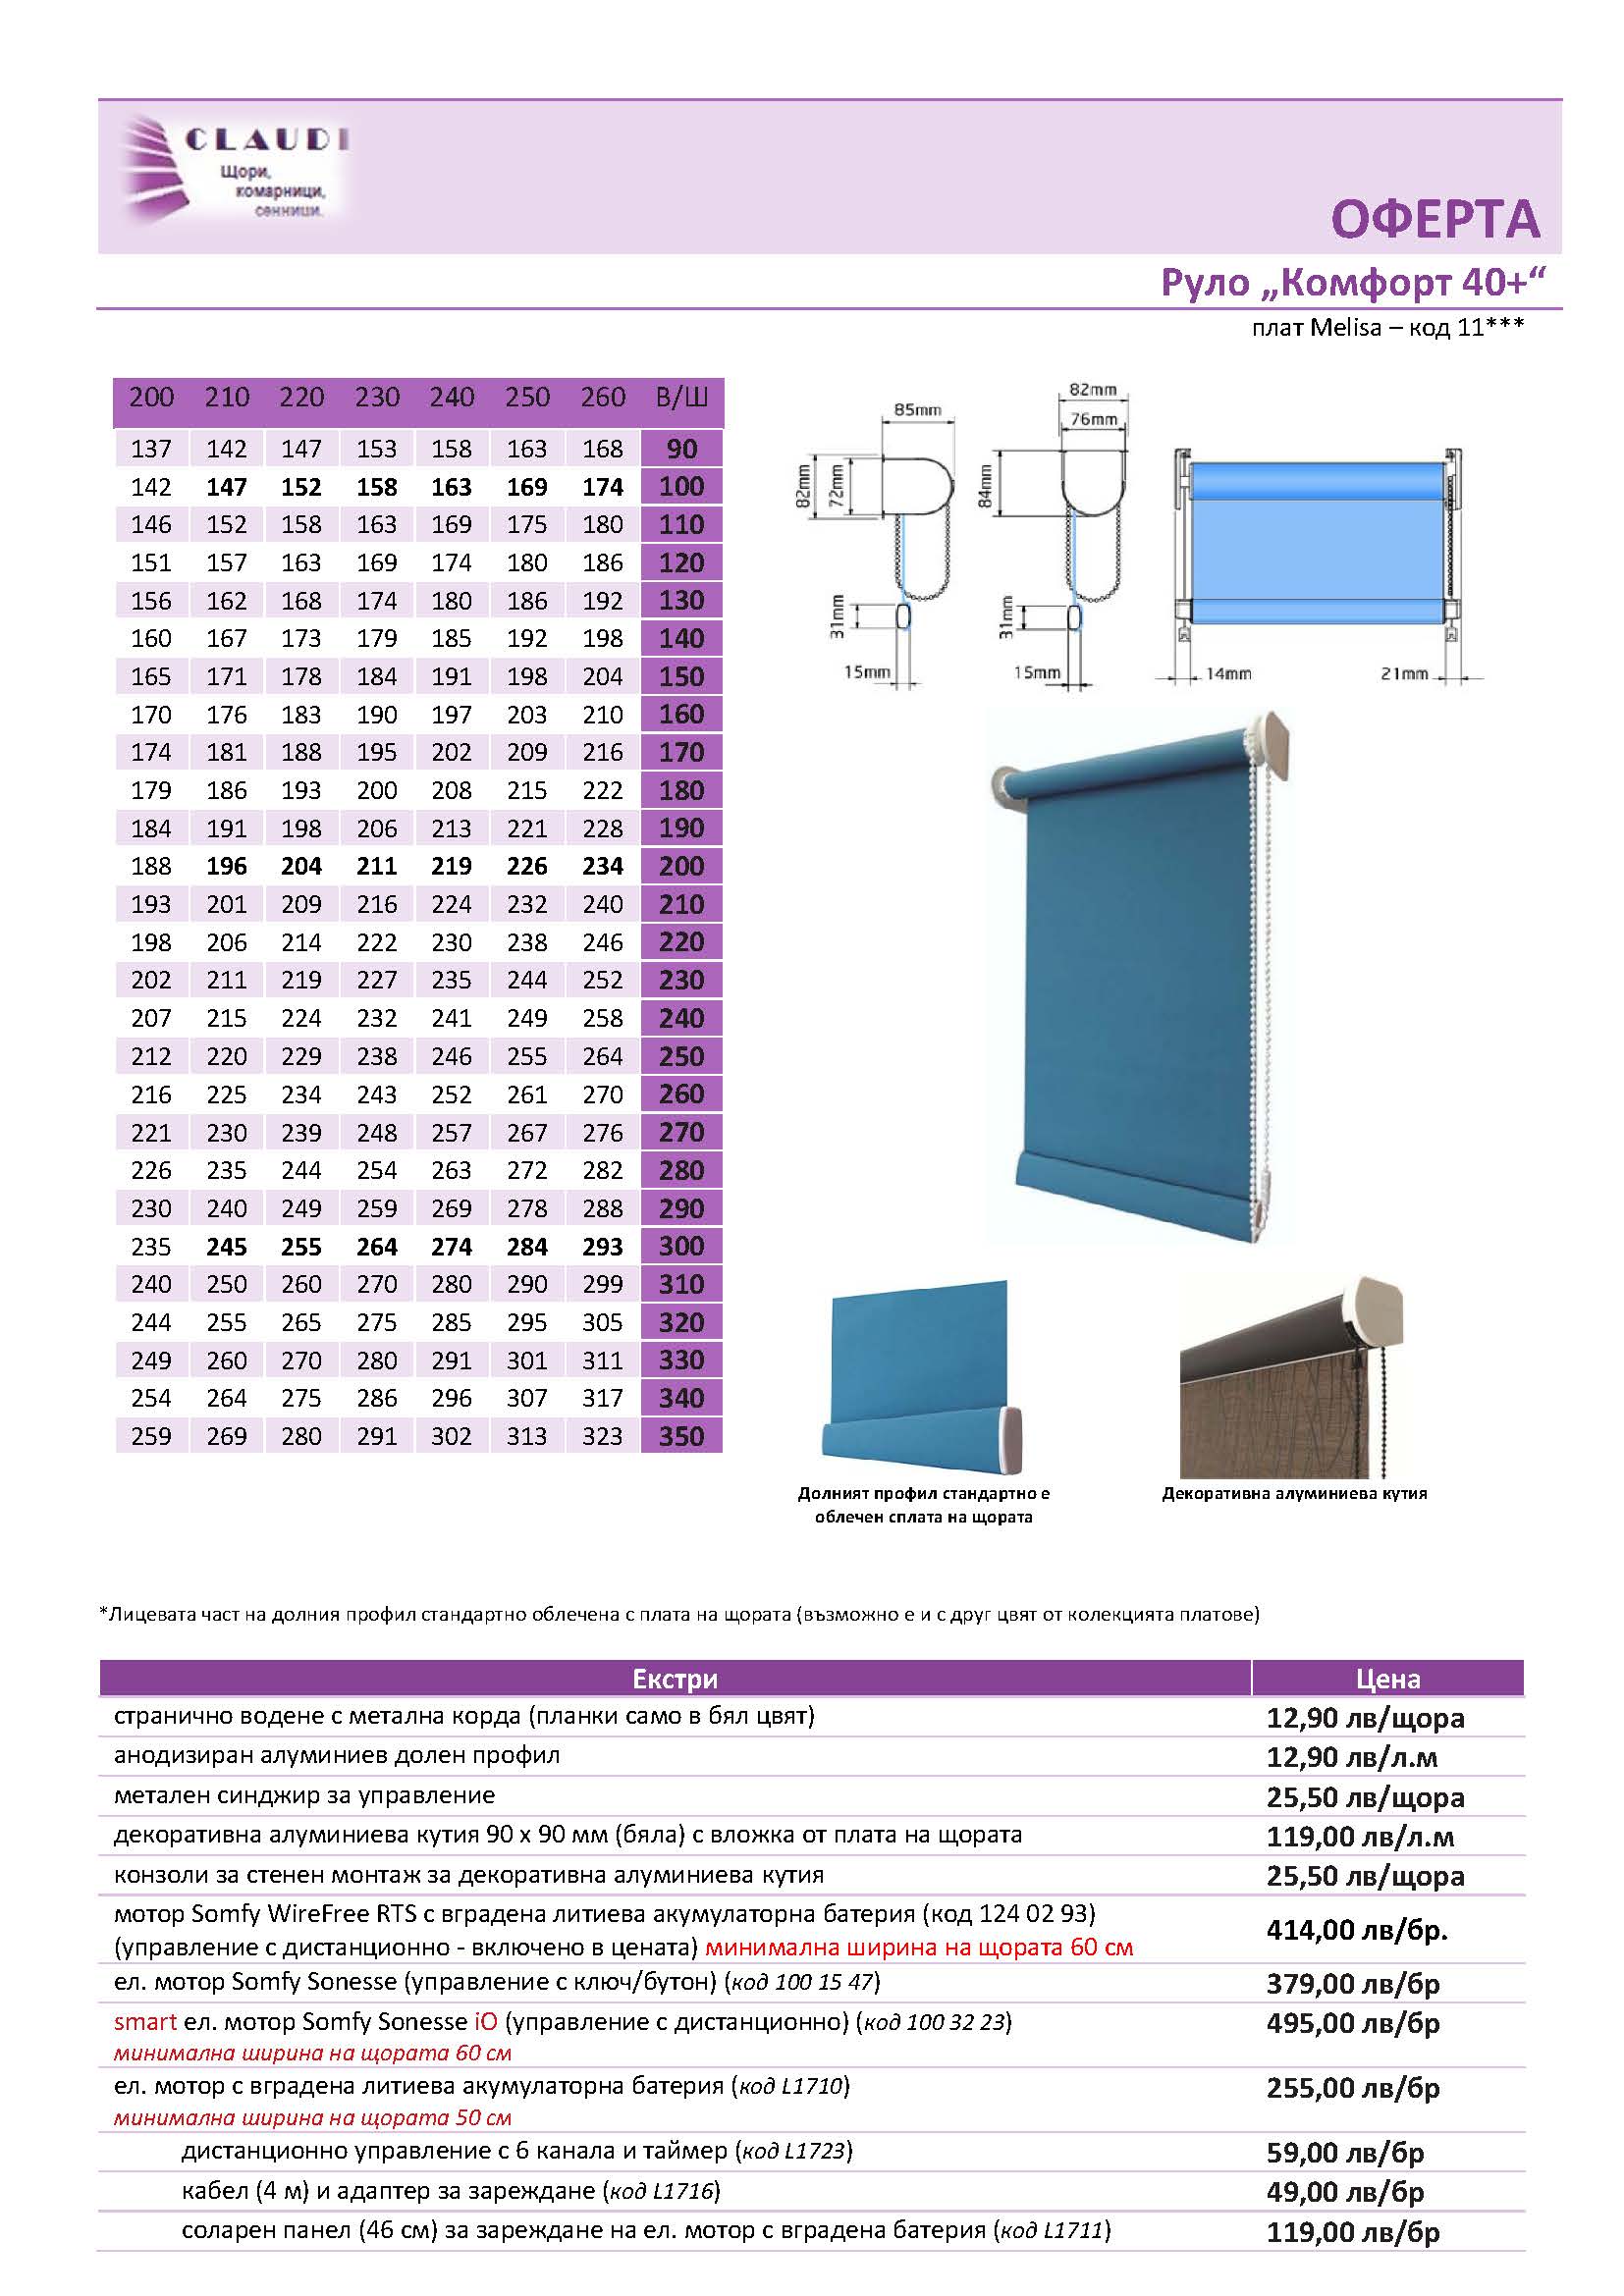 CLAUDI
Щори,
комарници,
сенници.
ОФЕРТА
Руло „Комфорт 40+“
плат Melisa – код 11***
200 210 220 230 240 250 260 В/Ш
137 142 147 153 158 163 168 90
142 147 152 158 163 169 174 100
146 152 158 163 169 175 180 110
151 157 163 169 174 180 186 120
156 162 168 174 180 186 192 130
160 167 173 179 185 192 198 140
165 171 178 184 191 198 204 150
170 176 183 190 197 203 210 160
174 181 188 195 202 209 216 170
179 186 193 200 208 215 222 180
184 191 198 206 213 221 228 190
188 196 204 211 219 226 234 200
193 201 209 216 224 232 240 210
198 206 214 222 230 238 246 220
202 211 219 227 235 244 252 230
207 215 224 232 241 249 258 240
212 220 229 238 246 255 264 250
216 225 234 243 252 261 270 260
221 230 239 248 257 267 276 270
226 235 244 254 263 272 282 280
230 240 249 259 269 278 288 290
235 245 255 264 274 284 293 300
240 250 260 270 280 290 299 310
244 255 265 275 285 295 305 320
249 260 270 280 291 301 311 330
254 264 275 286 296 307 317 340
259 269 280 291 302 313 323 350
85mm
82mm
72mm
31mm
15mm
82mm
76mm
84mm
31mm
15mm
14mm
21mm
Долният профил стандартно е
облечен сплата на щората
Декоративна алуминиева кутия
*Лицевата част на долния профил стандартно облечена с плата на щората (възможно е и с друг цвят от колекцията платове)
Екстри Цена
странично водене с метална корда (планки само в бял цвят) 12,90 лв/щора
анодизиран алуминиев долен профил 12,90 лв/л.м
метален синджир за управление 25,50 лв/щора
декоративна алуминиева кутия 90 х 90 мм (бяла) с вложка от плата на щората 119,00 лв/л.м
конзоли за стенен монтаж за декоративна алуминиева кутия 25,50 лв/щора
мотор Somfy WireFree RTS с вградена литиева акумулаторна батерия (код 124 02 93)
(управление с дистанционно - включено в цената) минимална ширина на щората 60 см 414,00 лв/бр.
ел. мотор Somfy Sonesse (управление с ключ/бутон) (код 100 15 47) 379,00 лв/бр
smart ел. мотор Somfy Sonesse iO (управление с дистанционно) (код 100 32 23) 495,00 лв/бр
минимална ширина на щората 60 см
ел. мотор с вградена литиева акумулаторна батерия (код L1710) 255,00 лв/бр
минимална ширина на щората 50 см
дистанционно управление с 6 канала и таймер (код L1723) 59,00 лв/бр
кабел (4 м) и адаптер за зареждане (код L1716) 49,00 лв/бр
соларен панел (46 см) за зареждане на ел. мотор с вградена батерия (код L1711) 119,00 лв/бр